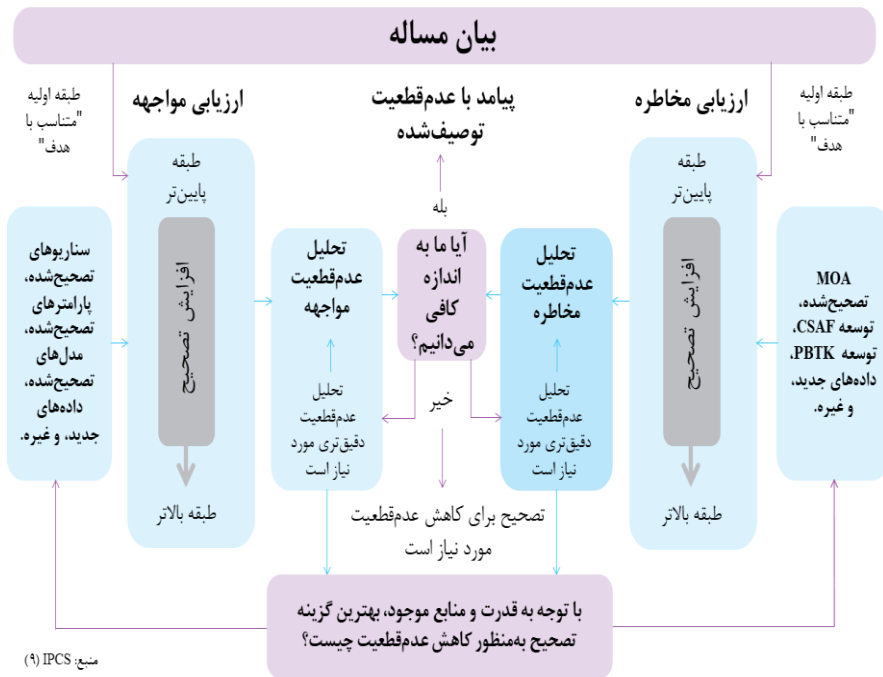 بیان مساله
طبقه اولیه
"متناسب با
هدف"
ارزیابی مخاطره
پیامد با عدم‌قطعیت
توصیف‌شده
ارزیابی مواجهه
طبقه اولیه
"متناسب با
هدف"
MOA
تصحیح‌شده،
توسعه CSAF،
توسعه PBTK،
داده‌های جدید،
و غیره.
طبقه
پایین‌تر
افزایش تصحیح
طبقه بالاتر
تحلیل
عدم‌قطعیت
مخاطره
تحلیل
عدم‌قطعیت
دقیق‌تری مورد
نیاز است
بله
آیا ما به
اندازه
کافی
می‌دانیم؟
خیر
تصحیح برای کاهش عدم‌قطعیت
مورد نیاز است
تحلیل
عدم‌قطعیت
مواجهه
تحلیل
عدم‌قطعیت
دقیق‌تری مورد
نیاز است
طبقه
پایین‌تر
افزایش تصحیح
طبقه بالاتر
سناریوهای
تصحیح‌شده،
پارامترهای
تصحیح‌شده،
مدل‌های
تصحیح‌شده،
داده‌های
جدید، و غیره.
با توجه به قدرت و منابع موجود، بهترین گزینه
تصحیح به‌منظور کاهش عدم‌قطعیت چیست؟
منبع: IPCS (۹)